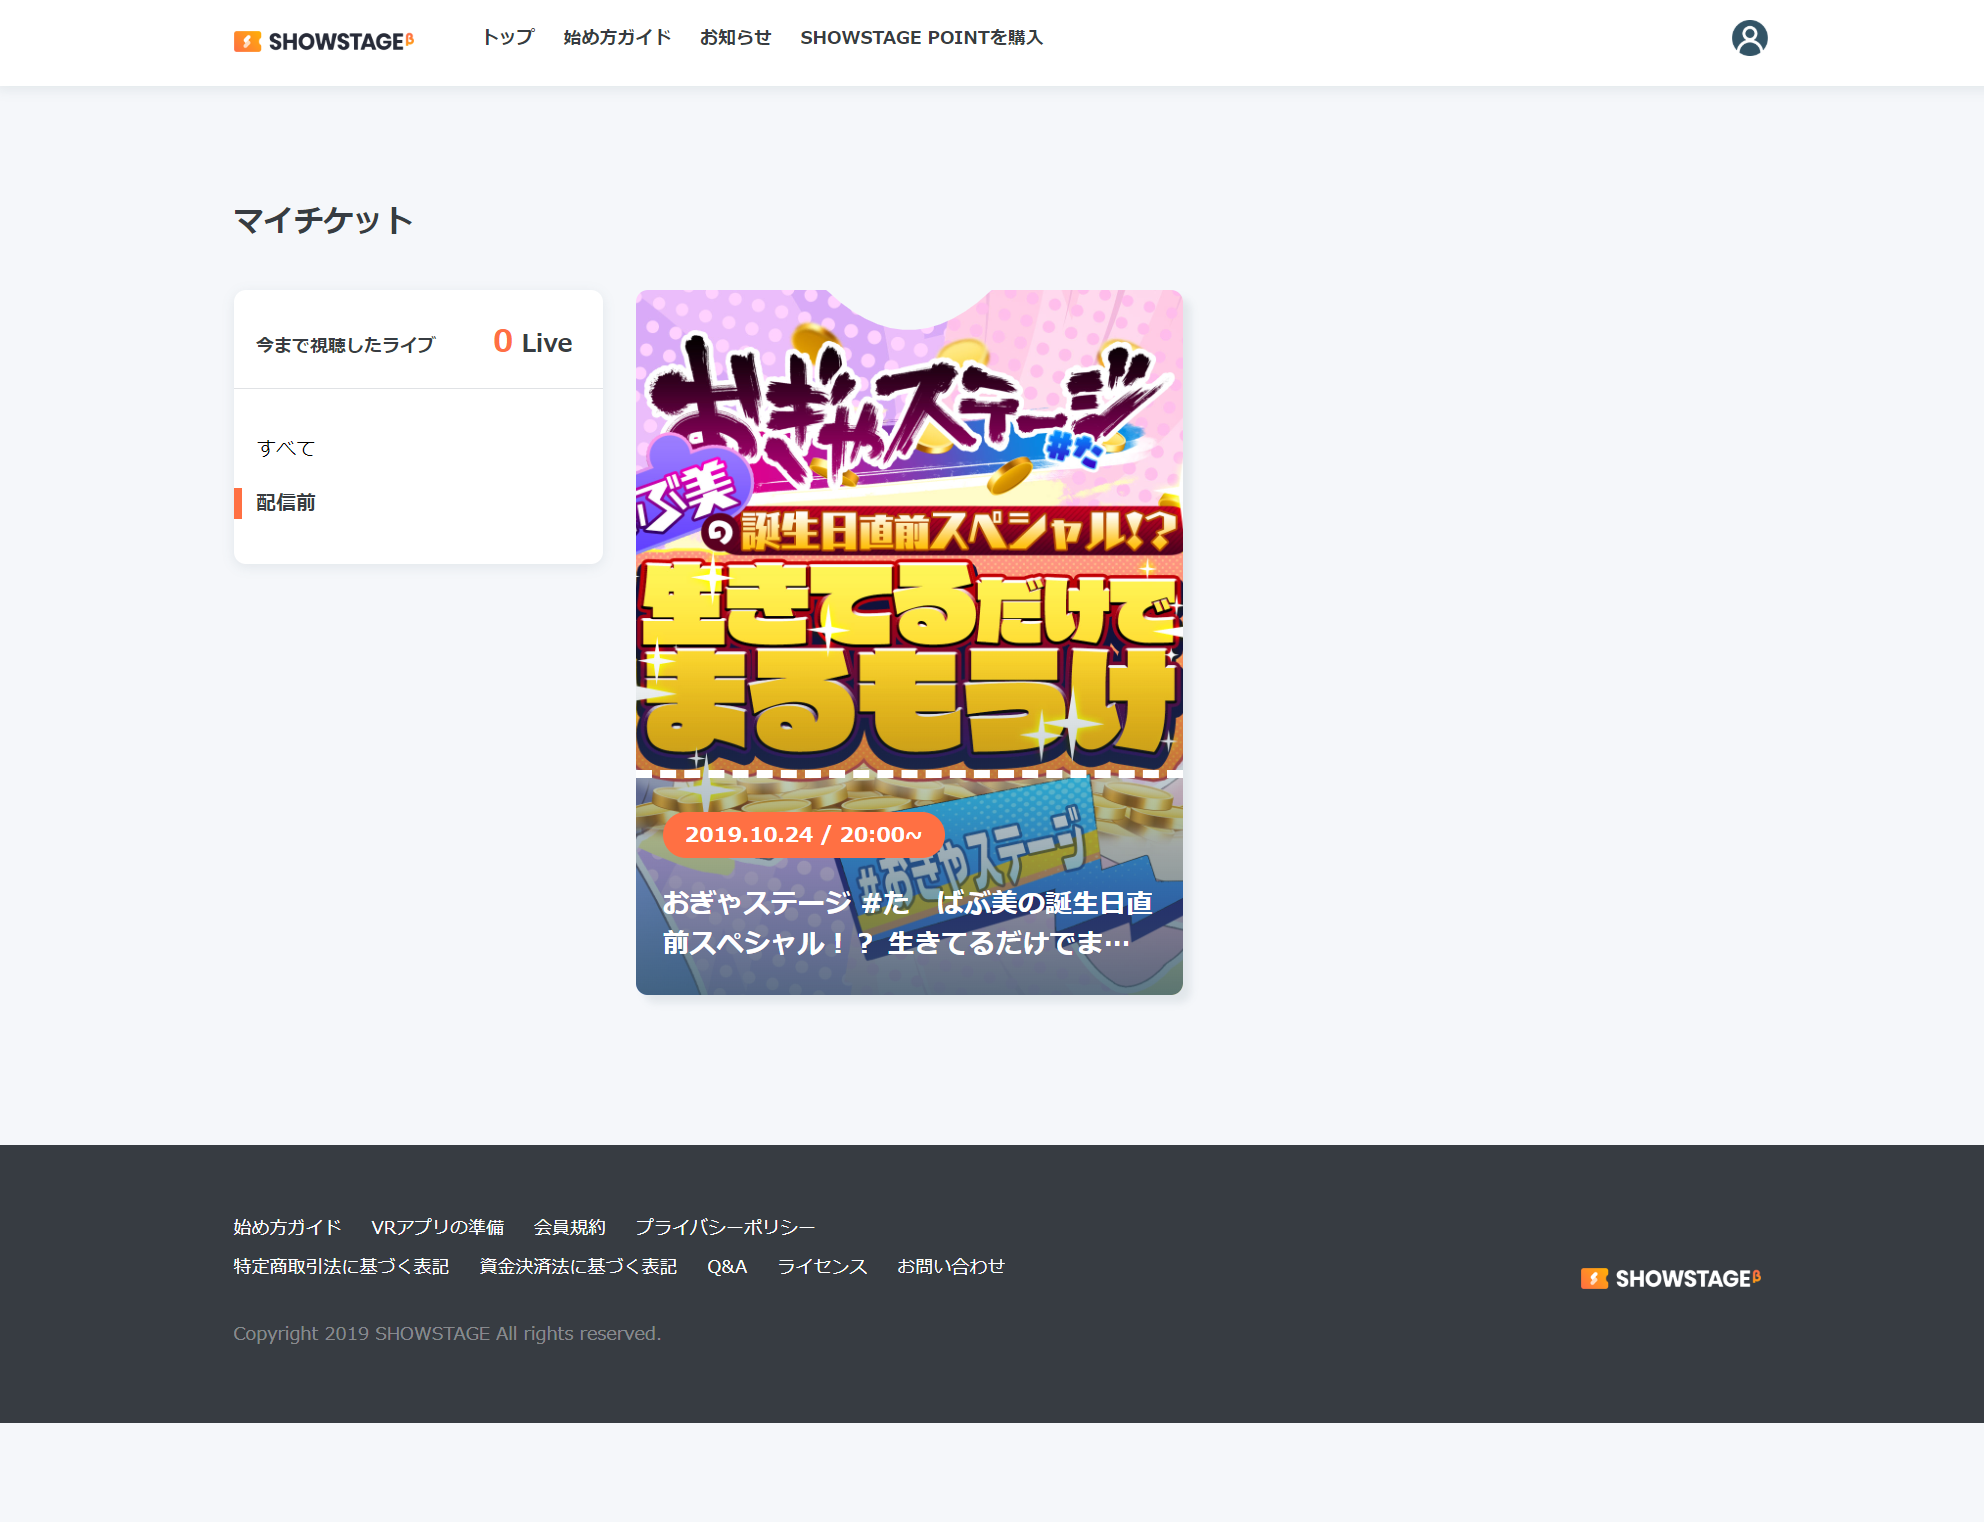 SHOWSTAGEβ
トップ 始め方ガイド お知らせ SHOWSTAGE POINTを購入
マイチケット
今まで視聴したライブ 0 Live
すべて
配信前
おぎゃステージ
#た
ぶ美
の誕生日直前スペシャル!?
生きてるだけで
まるもうけ
#おぎゃステージ
2019.10.24 / 20:00~
おぎゃステージ #た　ばぶ美の誕生日直
前スペシャル！？ 生きてるだけでま…
始め方ガイド VRアプリの準備 会員規約 プライバシーポリシー
特定商取引法に基づく表記 資金決済法に基づく表記 Q&A ライセンス お問い合わせ
SHOWSTAGEβ
Copyright 2019 SHOWSTAGE All rights reserved.